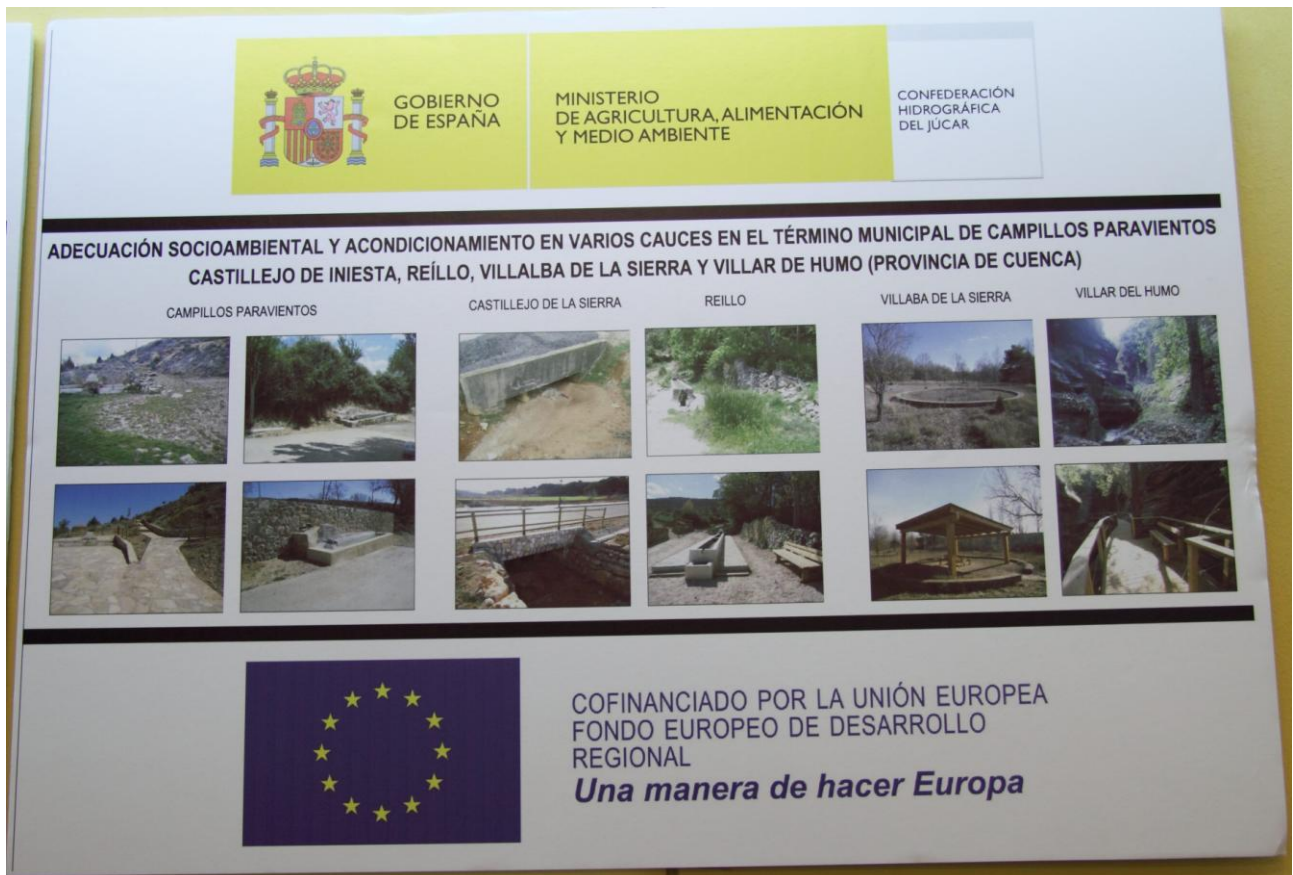 GOBIERNO
DE ESPAÑA
MINISTERIO
DE AGRICULTURA, ALIMENTACIÓN
Y MEDIO AMBIENTE
CONFEDERACIÓN
HIDROGRÁFICA
DEL JÚCAR
ADECUACIÓN SOCIOAMBIENTAL Y ACONDICIONAMIENTO EN VARIOS CAUCES EN EL TÉRMINO MUNICIPAL DE CAMPILLOS PARAVIENTOS
CASTILLEJO DE INIESTA, REÍLLO, VILLALBA DE LA SIERRA Y VILLAR DE HUMO (PROVINCIA DE CUENCA)
CAMPILLOS PARAVIENTOS
CASTILLEJO DE LA SIERRA
REILLO
VILLABA DE LA SIERRA
VILLAR DEL HUMO
COFINANCIADO POR LA UNIÓN EUROPEA
FONDO EUROPEO DE DESARROLLO
REGIONAL
Una manera de hacer Europa